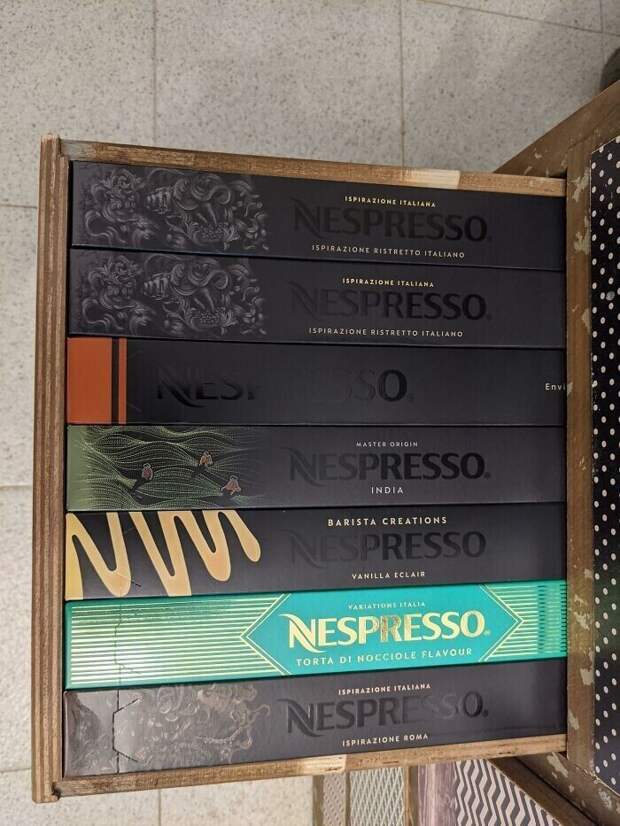 ISPIRAZIONE ITALIANA
NESPRESSO
ISPIRAZIONE RISTRETTO ITALIANO
ISPIRAZIONE ITALIANA
NESPRESSO
ISPIRAZIONE RISTRETTO ITALIANO
NESPRESSO
Envi
MASTER ORIGIN
NESPRESSO
INDIA
BARISTA CREATIONS
NESPRESSO
VANILLA ECLAIR
VARIATIONS ITALIA
NESPRESSO
TORTA DI NOCCIOLE FLAVOUR
ISPIRAZIONE ITALIANA
NESPRESSO
ISPIRAZIONE ROMA